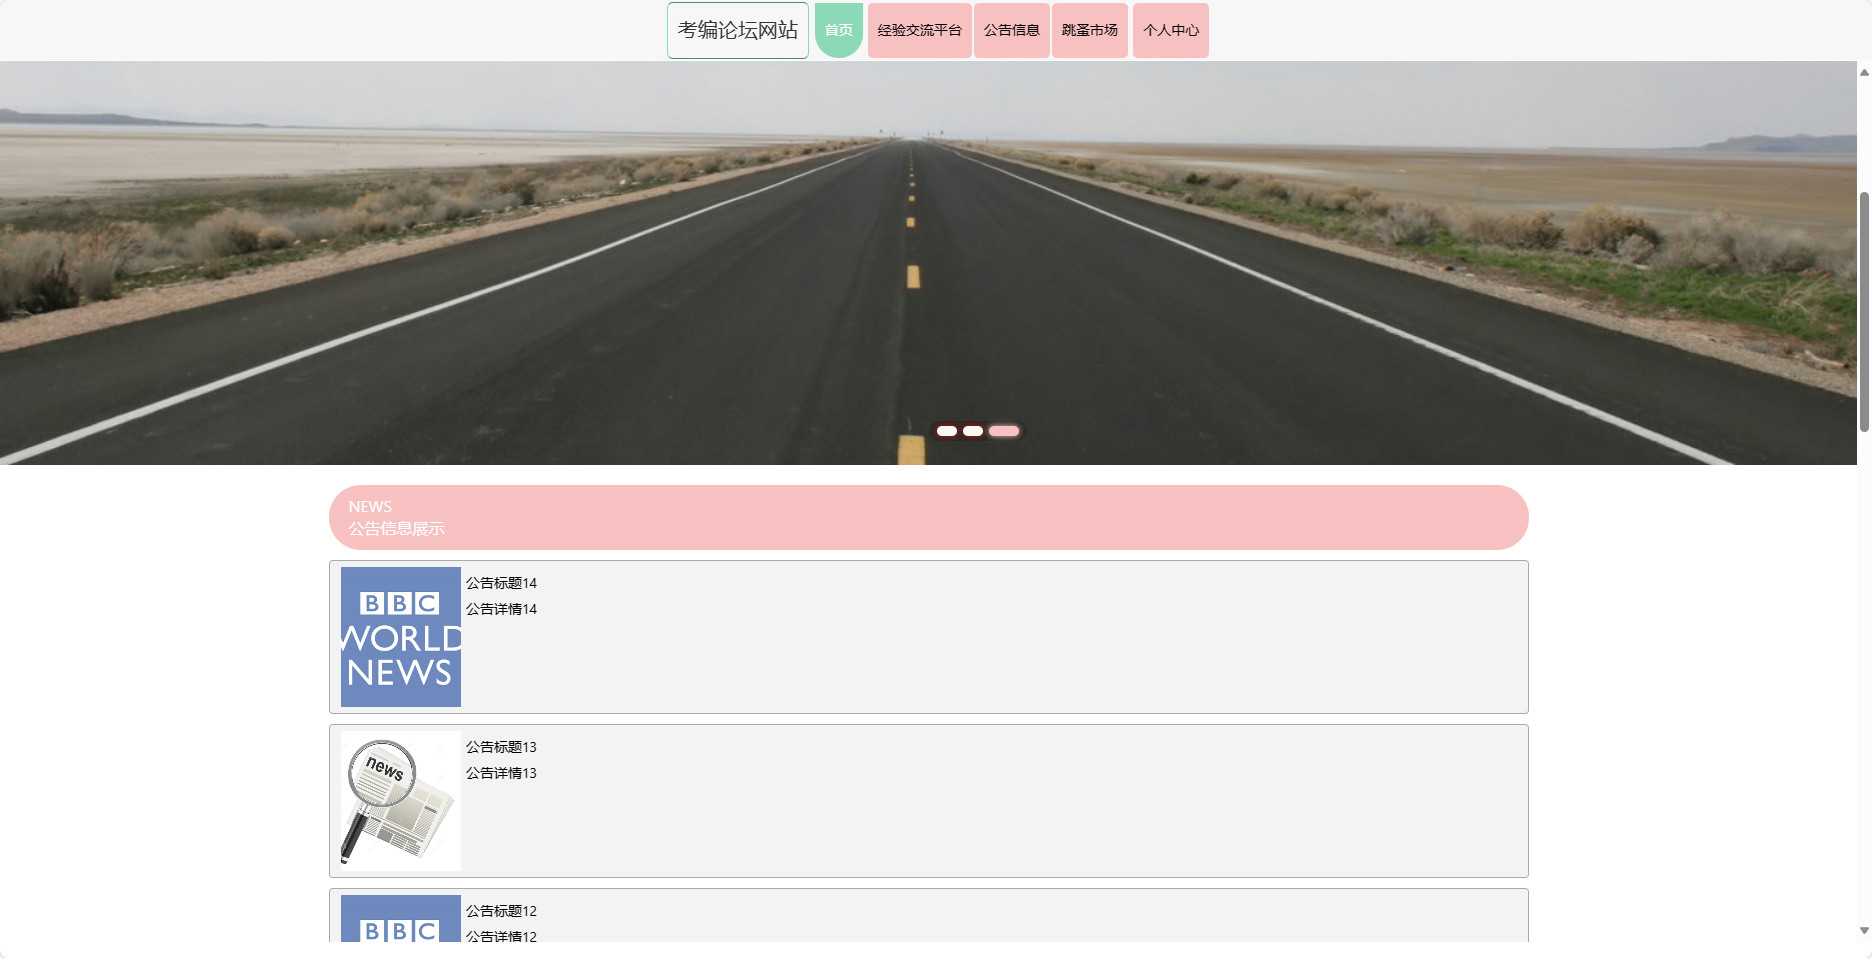 考编论坛网站 首页 经验交流平台 公告信息 跳蚤市场 个人中心
NEWS
公告信息展示
BBC
WORLD
NEWS
公告标题14
公告详情14
news
公告标题13
公告详情13
BBC
公告标题12
公告详情12